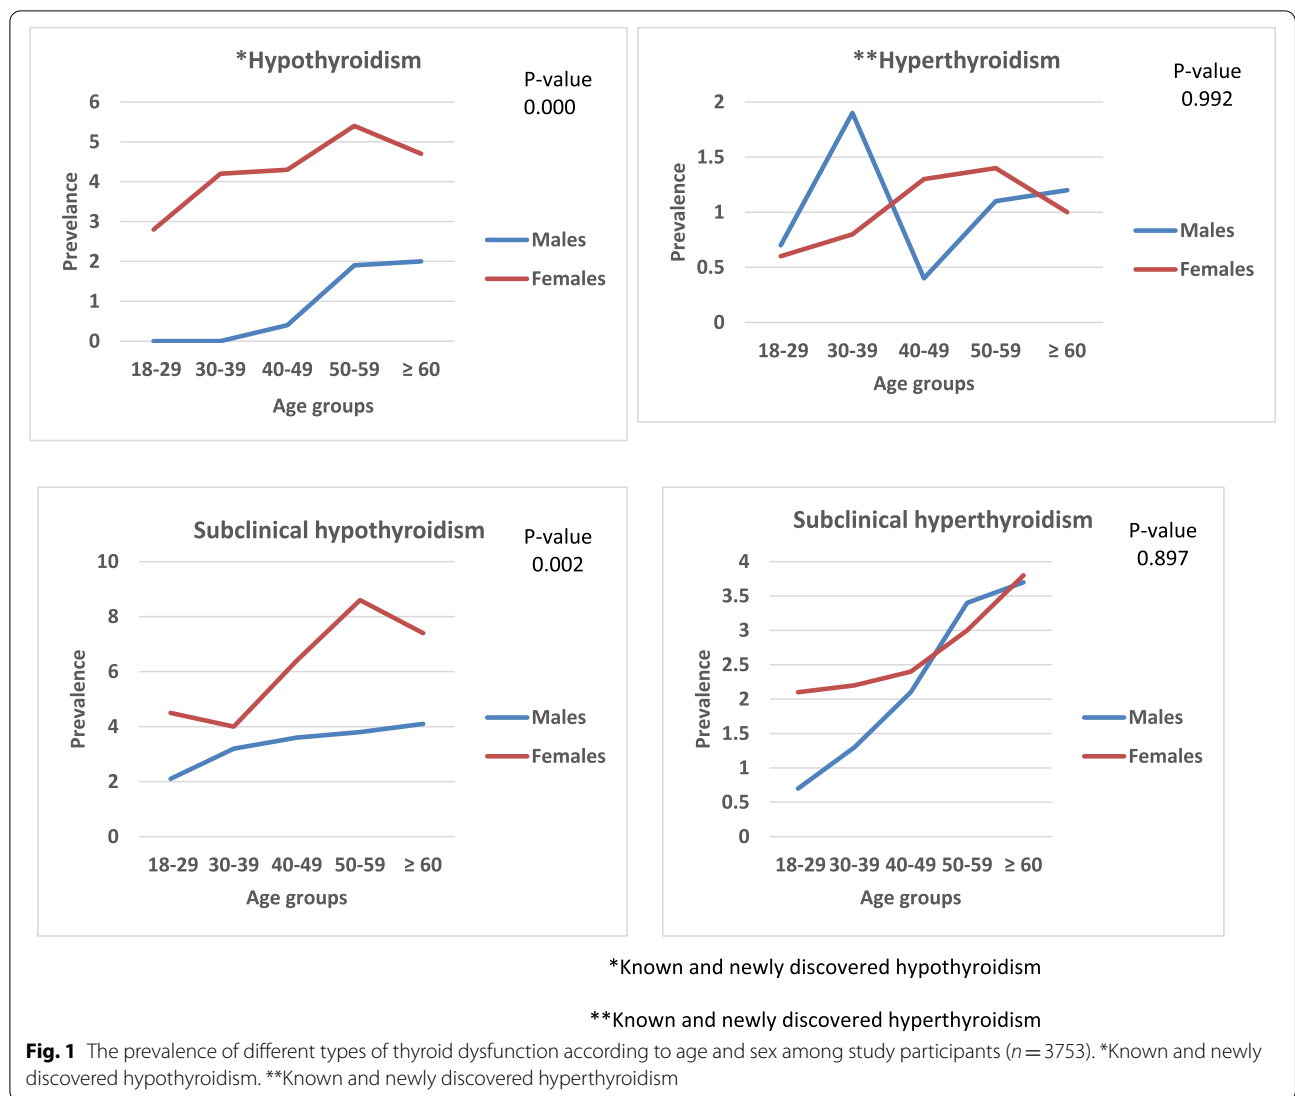 *Hypothyroidism
P-value
0.000
6
5
4
3
2
1
0
Prevelance
18-29 30-39 40-49 50-59 ≥ 60
Age groups
Males
Females
**Hyperthyroidism
P-value
0.992
2
1.5
1
0.5
0
Prevalence
18-29 30-39 40-49 50-59 ≥ 60
Age groups
Males
Females
Subclinical hypothyroidism
P-value
0.002
10
8
6
4
2
0
Prevalence
18-29 30-39 40-49 50-59 ≥ 60
Age groups
Males
Females
Subclinical hyperthyroidism
P-value
0.897
4
3.5
3
2.5
2
1.5
1
0.5
0
Prevalence
18-29 30-39 40-49 50-59 ≥ 60
Age groups
Males
Females
*Known and newly discovered hypothyroidism
**Known and newly discovered hyperthyroidism
Fig. 1 The prevalence of different types of thyroid dysfunction according to age and sex among study participants (n = 3753). *Known and newly
discovered hypothyroidism. **Known and newly discovered hyperthyroidism